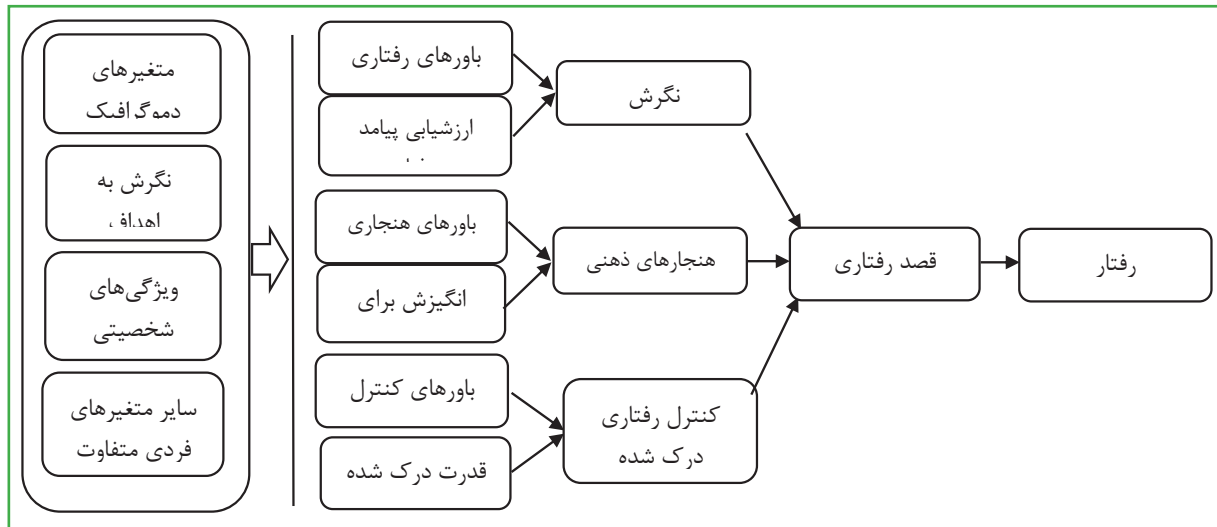 متغیرهای
دموگرافیک
نگرش به
اهداف
ویژگی‌های
شخصیتی
سایر متغیرهای
فردی متفاوت
باورهای رفتاری
ارزشیابی پیامد
باورهای هنجاری
انگیزش برای
باورهای کنترل
قدرت درک شده
نگرش
هنجارهای ذهنی
کنترل رفتاری
درک شده
قصد رفتاری
رفتار